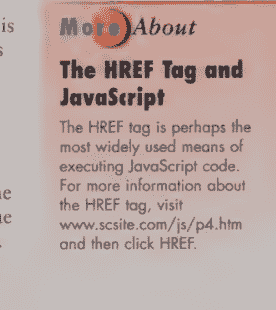 is
s
More About
The HREF Tag and
JavaScript
The HREF tag is perhaps the
most widely used means of
executing JavaScript code.
For more information about
the HREF tag, visit
www.scsite.com/js/p4.htm
and then click HREF.